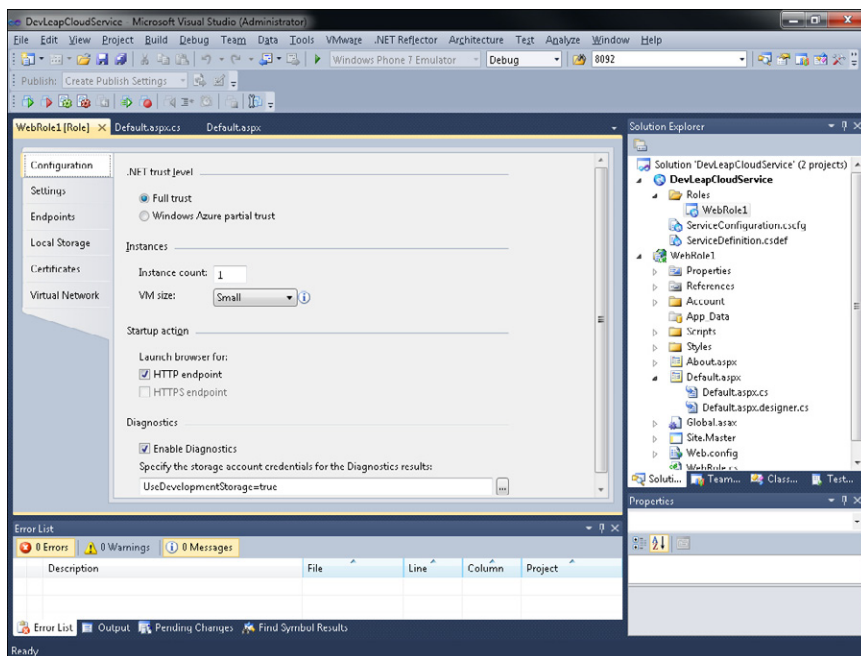 DevLeapCloudService - Microsoft Visual Studio (Administrator)
File Edit View Project Build Debug Team Data Tools VMware .NET Reflector Architecture Test Analyze Window Help
Windows Phone 7 Emulator Debug 8092
Publish: Create Publish Settings
WebRole1 [Role] Default.aspx.cs Default.aspx
Configuration
Settings
Endpoints
Local Storage
Certificates
Virtual Network
.NET trust level
Full trust
Windows Azure partial trust
Instances
Instance count: 1
VM size: Small
Startup action
Launch browser for:
HTTP endpoint
HTTPS endpoint
Diagnostics
Enable Diagnostics
Specify the storage account credentials for the Diagnostics results:
UseDevelopmentStorage=true
...
Solution Explorer
Solution 'DevLeapCloudService' (2 projects)
DevLeapCloudService
Roles
WebRole1
ServiceConfiguration.cscfg
ServiceDefinition.csdef
WebRole1
Properties
References
Account
App_Data
Scripts
Styles
About.aspx
Default.aspx
Default.aspx.cs
Default.aspx.designer.cs
Global.asax
Site.Master
Web.config
WebRole.cs
Soluti... Team... Class... Test...
Properties
Error List
0 Errors 0 Warnings 0 Messages
Description File Line Column Project
Error List Output Pending Changes Find Symbol Results
Ready